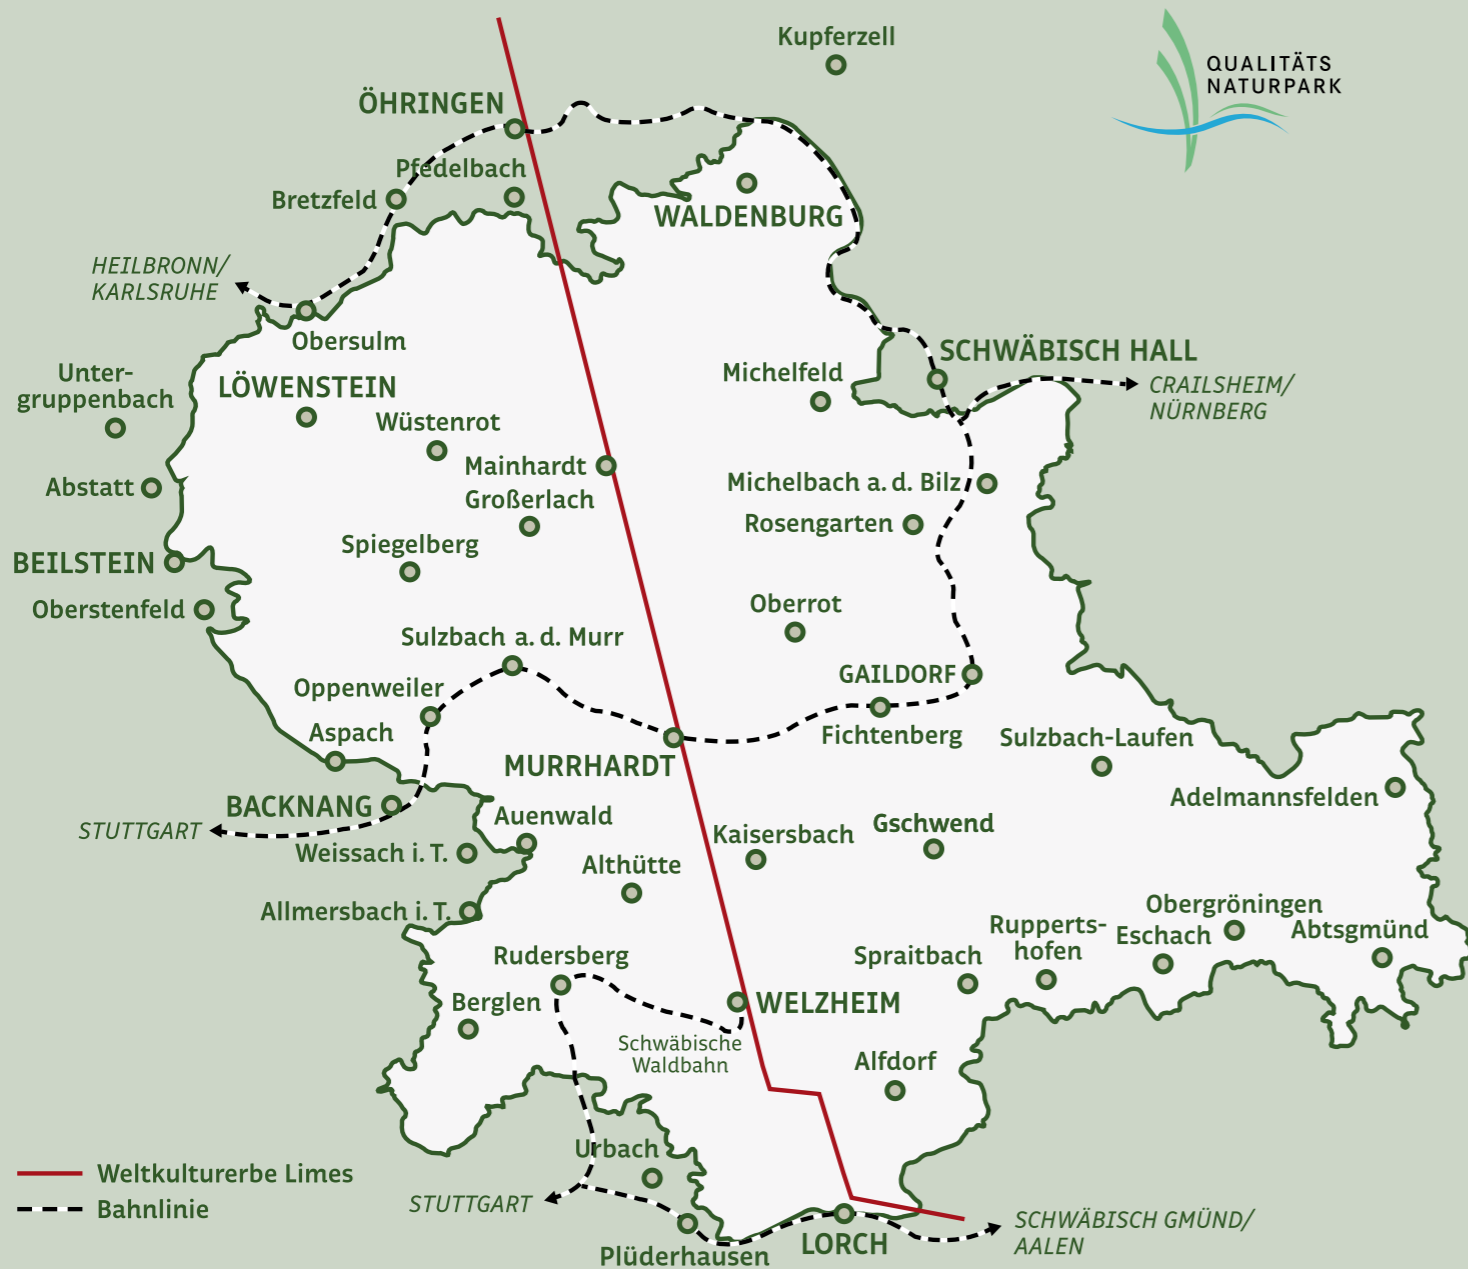 Kupferzell
QUALITÄTS
NATURPARK
ÖHRINGEN
Pfedelbach
Bretzfeld
WALDENBURG
HEILBRONN/
KARLSRUHE
Obersulm
SCHWÄBISCH HALL
Unter-
gruppenbach
LÖWENSTEIN
Michelfeld
CRAILSHEIM/
NÜRNBERG
Wüstenrot
Mainhardt
Abstatt
Michelbach a. d. Bilz
Großerlach
Rosengarten
Spiegelberg
BEILSTEIN
Oberstenfeld
Oberrot
Sulzbach a. d. Murr
GAILDORF
Oppenweiler
Aspach
Fichtenberg
Sulzbach-Laufen
MURRHARDT
Adelmannsfelden
BACKNANG
Auenwald
STUTTGART
Kaisersbach
Gschwend
Weissach i. T.
Althütte
Allmersbach i. T.
Obergröningen
Rupperts-
hofen
Eschach
Abtsgmünd
Rudersberg
Spraitbach
Berglen
WELZHEIM
Schwäbische
Waldbahn
Alfdorf
Urbach
Weltkulturerbe Limes
Bahnlinie
STUTTGART
SCHWÄBISCH GMÜND/
AALEN
Plüderhausen
LORCH